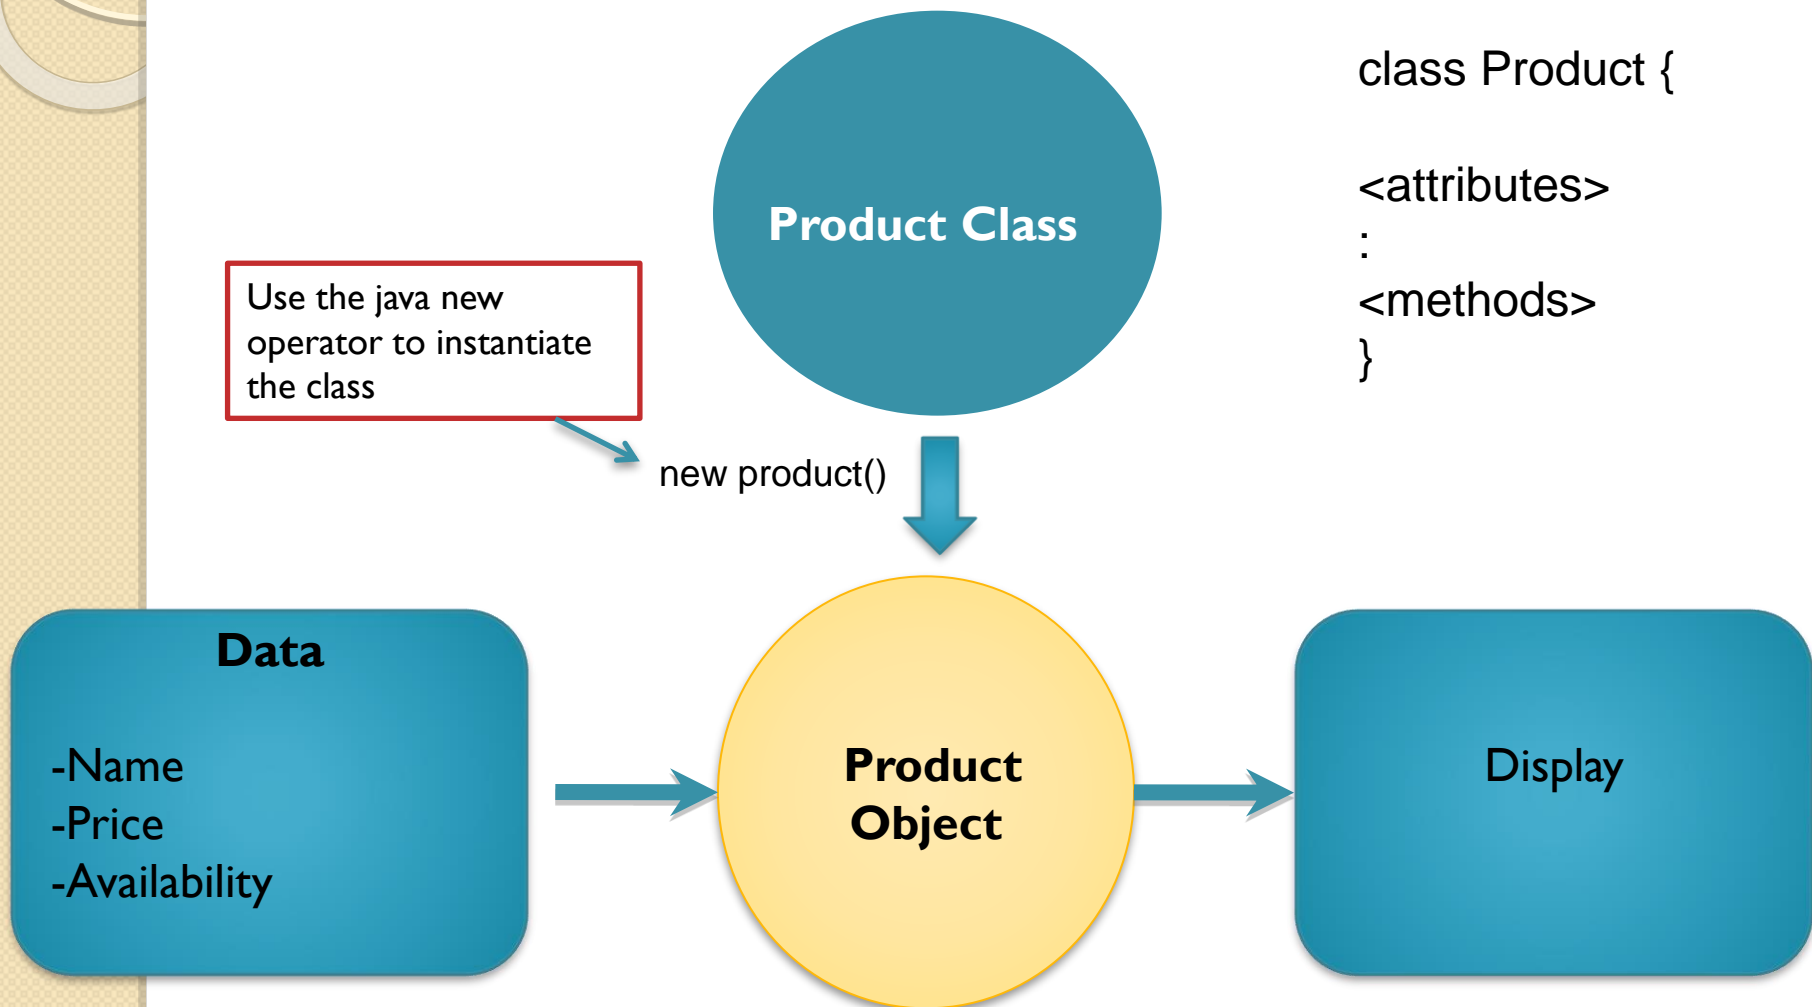 Product Class
class Product {
<attributes>
:
<methods>
}
Use the java new
operator to instantiate
the class
new product()
Data
-Name
-Price
-Availability
Product
Object
Display